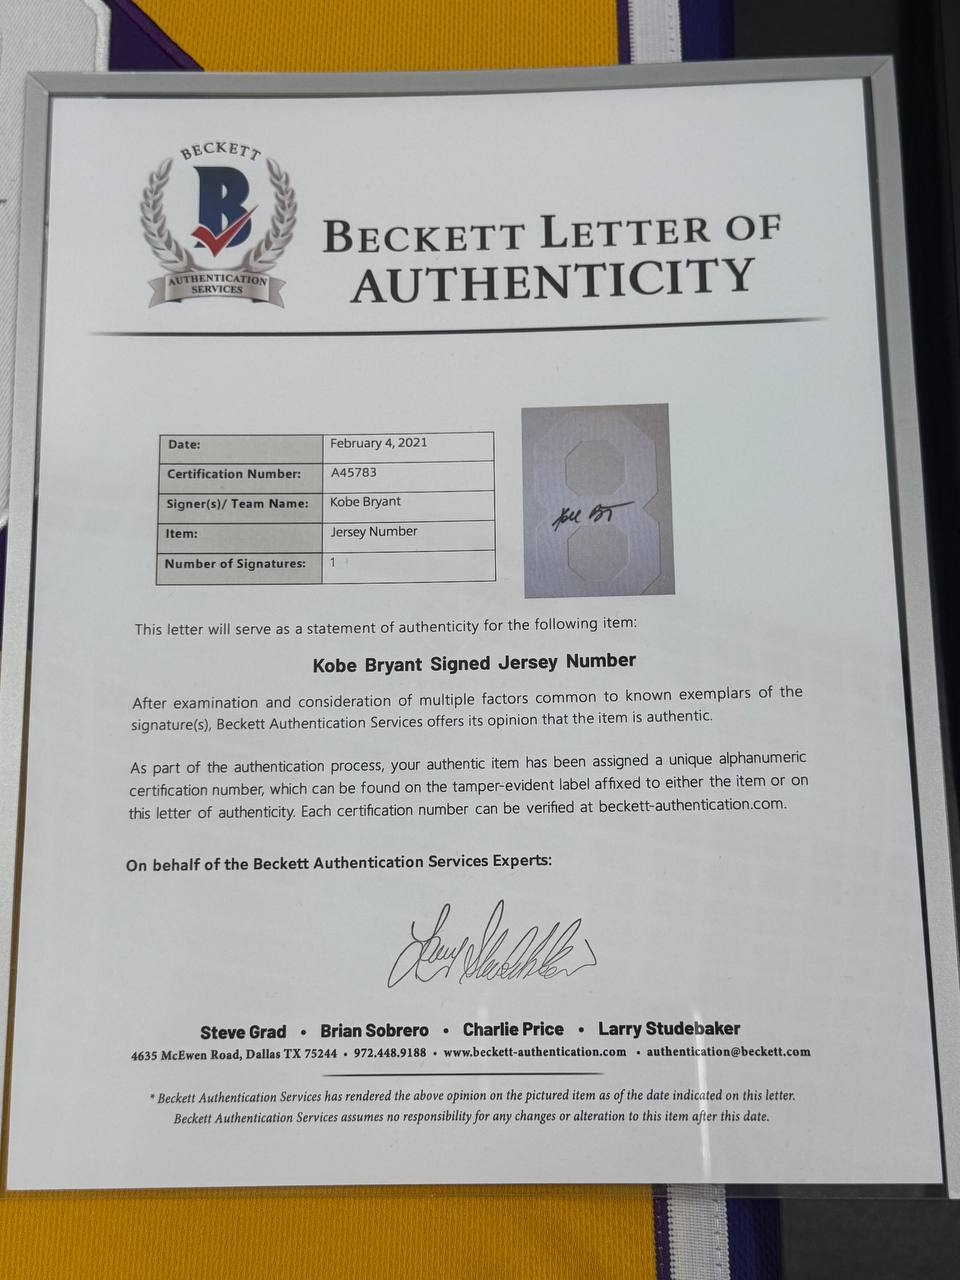 BECKETT
B
AUTHENTICATION
SERVICES
BECKETT LETTER OF
AUTHENTICITY
Date: February 4, 2021
Certification Number: A45783
Signer(s)/ Team Name: Kobe Bryant
Item: Jersey Number
Number of Signatures: 1
This letter will serve as a statement of authenticity for the following item:
Kobe Bryant Signed Jersey Number
After examination and consideration of multiple factors common to known exemplars of the
signature(s), Beckett Authentication Services offers its opinion that the item is authentic.
As part of the authentication process, your authentic item has been assigned a unique alphanumeric
certification number, which can be found on the tamper-evident label affixed to either the item or on
this letter of authenticity. Each certification number can be verified at beckett-authentication.com.
On behalf of the Beckett Authentication Services Experts:
Steve Grad • Brian Sobrero • Charlie Price • Larry Studebaker
4635 McEwen Road, Dallas TX 75244 • 972.448.9188 • www.beckett-authentication.com • authentication@beckett.com
* Beckett Authentication Services has rendered the above opinion on the pictured item as of the date indicated on this letter.
Beckett Authentication Services assumes no responsibility for any changes or alteration to this item after this date.